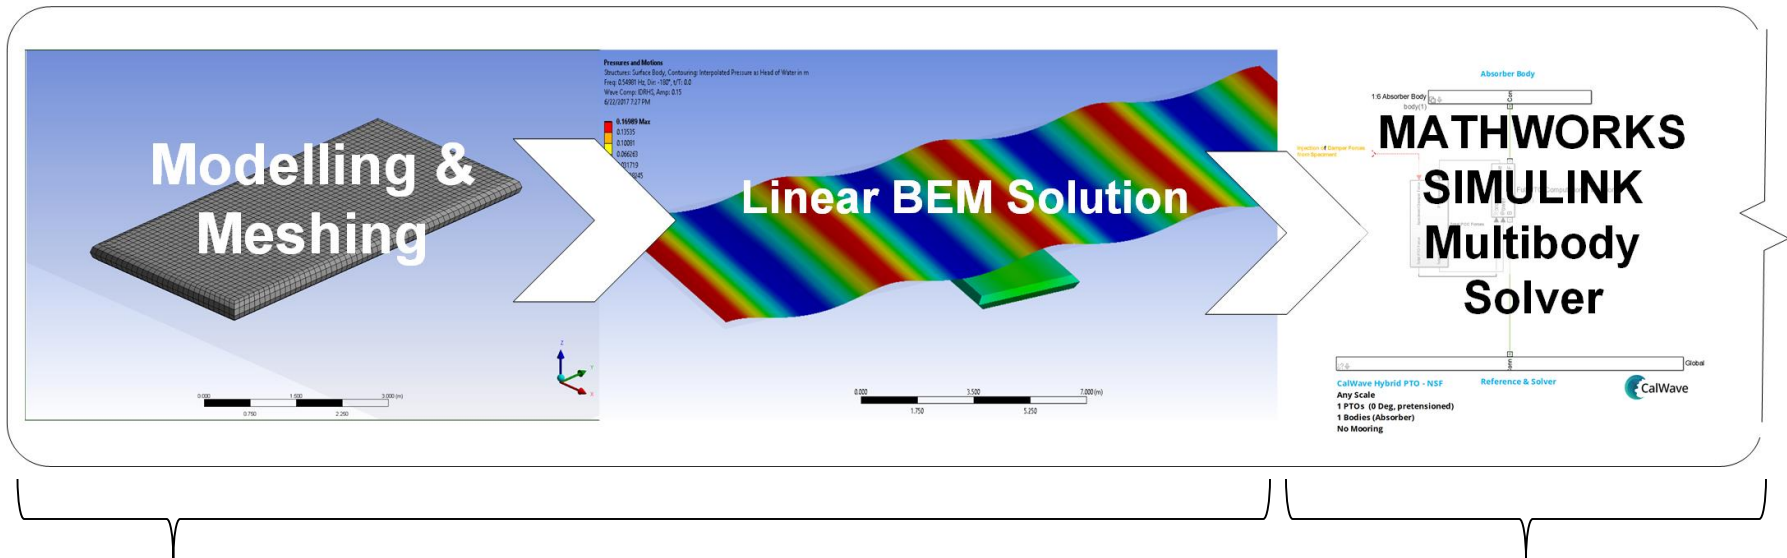 Modelling &
Meshing
0.000
1.500
3.000 (m)
0.750
2.250
Pressures and Motions
Structures: Surface Body, Contouring: Interpolated Pressure as Head of Water in m
Freq: 0.54981 Hz, Dir: -180°, t/T: 0.0
Wave Comp: IDRHI, Amp: 0.15
6/22/2017 7:27 PM
0.16989 Max
0.13535
0.10081
0.066263
Linear BEM Solution
0.000
3.500
7.000 (m)
1.750
5.250
Absorber Body
1:6 Absorber Body
body(1)
MATHWORKS
SIMULINK
Multibody
Solver
Global
CalWave Hybrid PTO - NSF
Reference & Solver
Any Scale
1 PTOs (0 Deg, pretensioned)
1 Bodies (Absorber)
No Mooring
CalWave